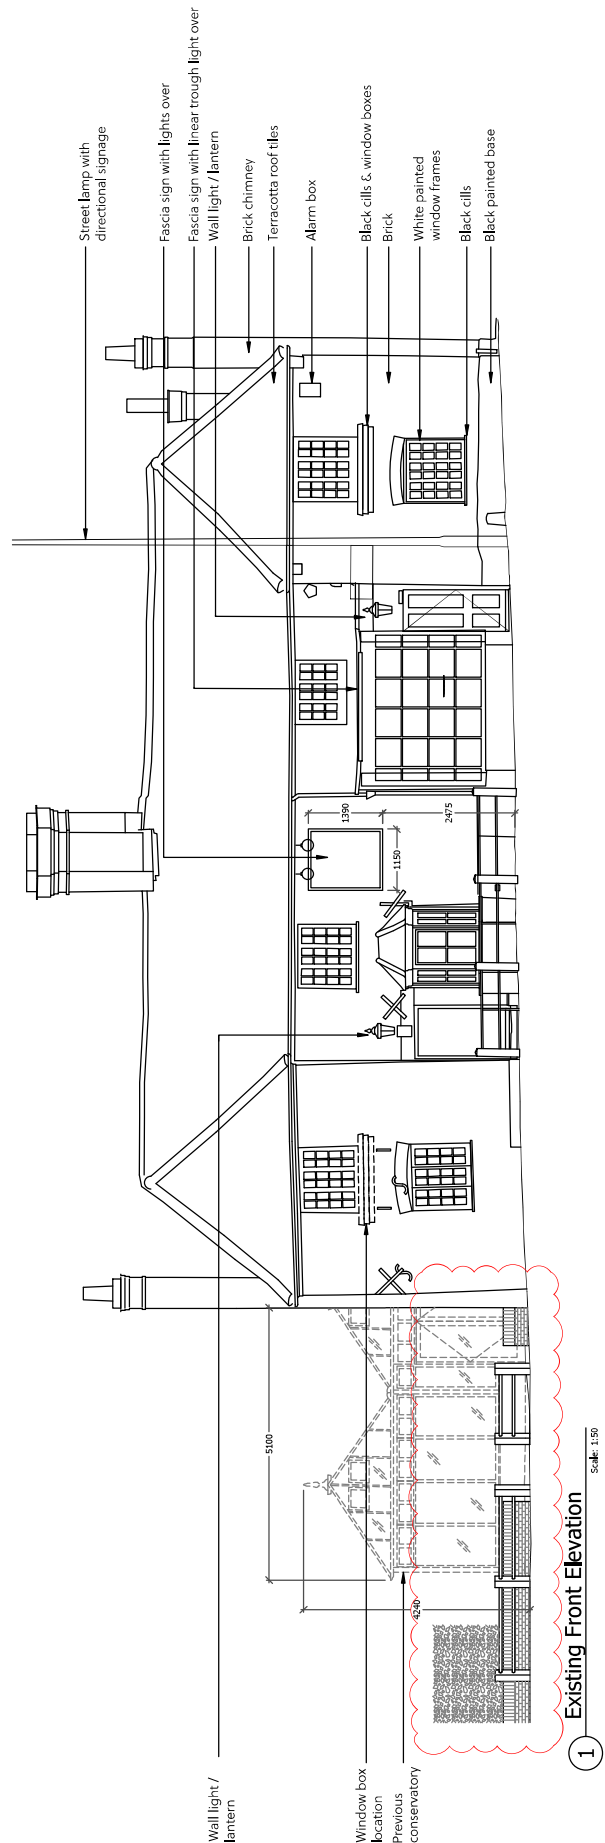 Street lamp with
directional signage
Fascia sign with lights over
Fascia sign with linear trough light over
Wall light / lantern
Brick chimney
Terracotta roof tiles
Alarm box
Black cills & window boxes
Brick
White painted
window frames
Black cills
Black painted base
1390
1150
2475
5100
4240
Wall light /
lantern
Window box
location
Previous
conservatory
1
Existing Front Elevation
Scale: 1:50